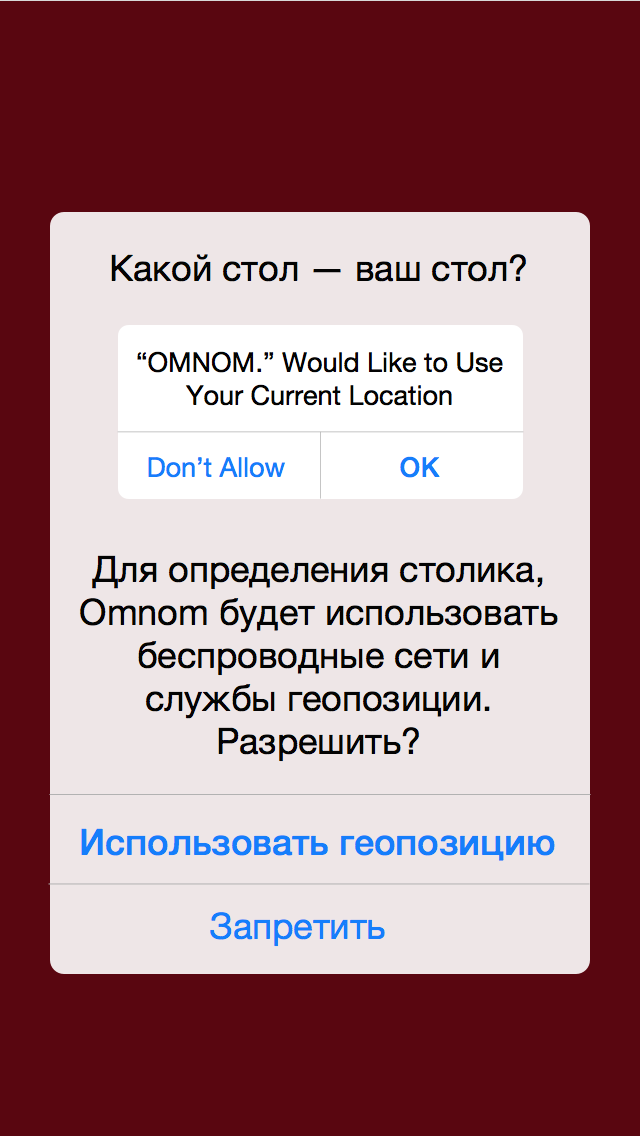 Какой стол — ваш стол?
“OMNOM.” Would Like to Use
Your Current Location
Don’t Allow
OK
Для определения столика,
Omnom будет использовать
беспроводные сети и
службы геопозиции.
Разрешить?
Использовать геопозицию
Запретить